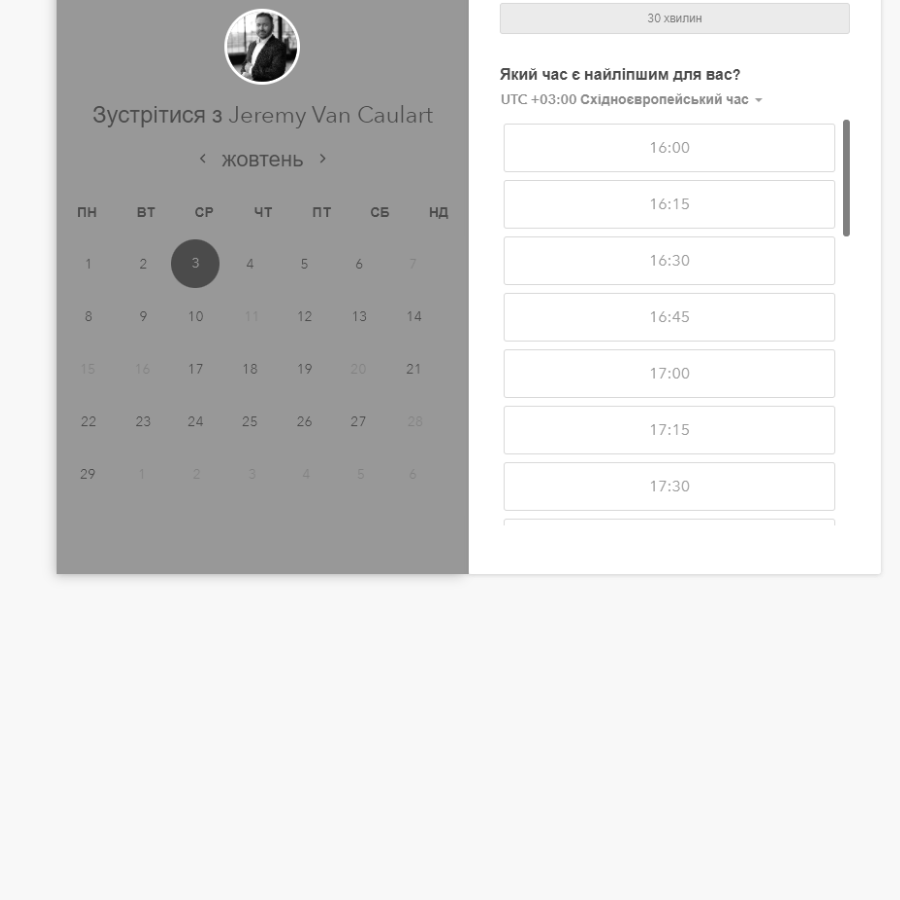 Зустрітися з Jeremy Van Caulart
жовтень
ПН ВТ СР ЧТ ПТ СБ НД
1 2 3 4 5 6 7
8 9 10 11 12 13 14
15 16 17 18 19 20 21
22 23 24 25 26 27 28
29 1 2 3 4 5 6
30 хвилин
Який час є найліпшим для вас?
UTC +03:00 Східноєвропейський час
16:00
16:15
16:30
16:45
17:00
17:15
17:30